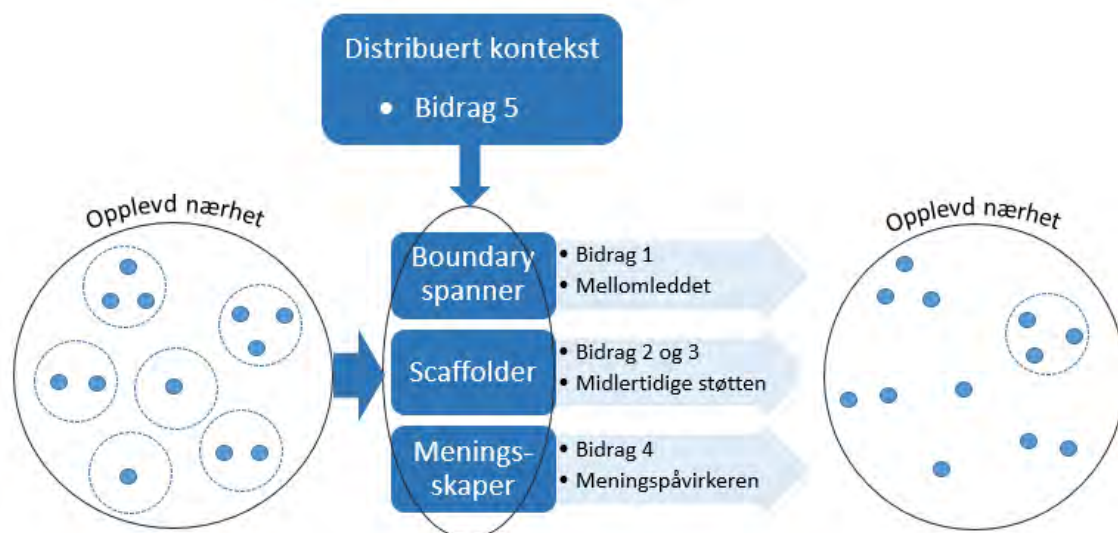 Distribuert kontekst
• Bidrag 5
Opplevd nærhet
Boundary
spanner
• Bidrag 1
• Mellomleddet
Scaffolder
• Bidrag 2 og 3
• Midlertidige støtten
Menings-
skaper
• Bidrag 4
• Meningspåvirkeren
Opplevd nærhet